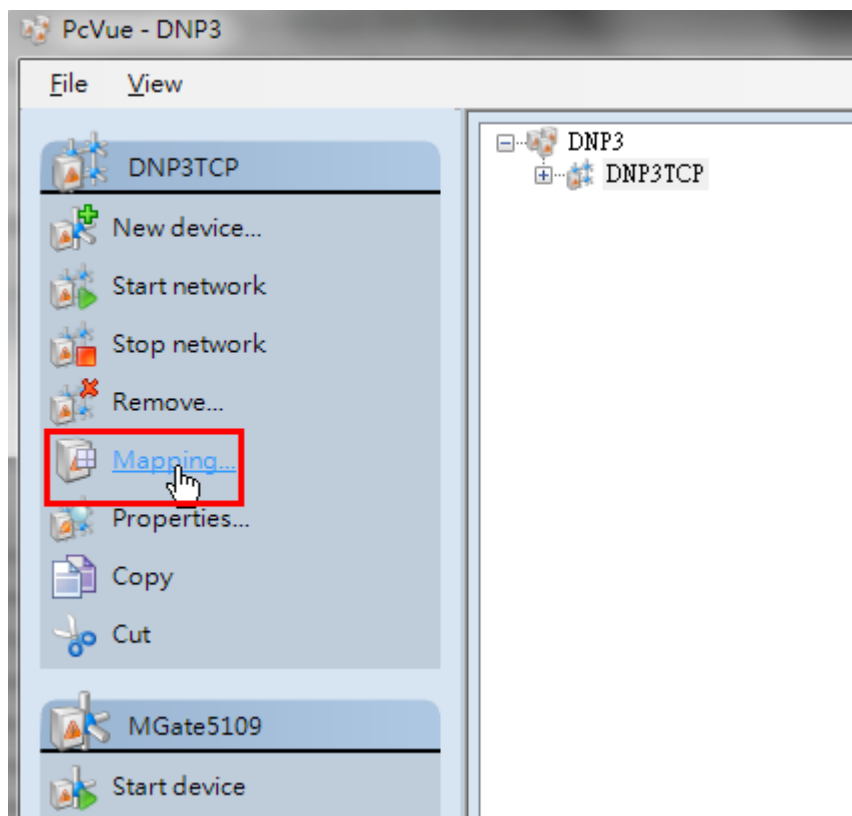 PcVue - DNP3
File View
DNP3TCP
New device...
Start network
Stop network
Remove...
Mapping...
Properties...
Copy
Cut
MGate5109
Start device
DNP3
DNP3TCP